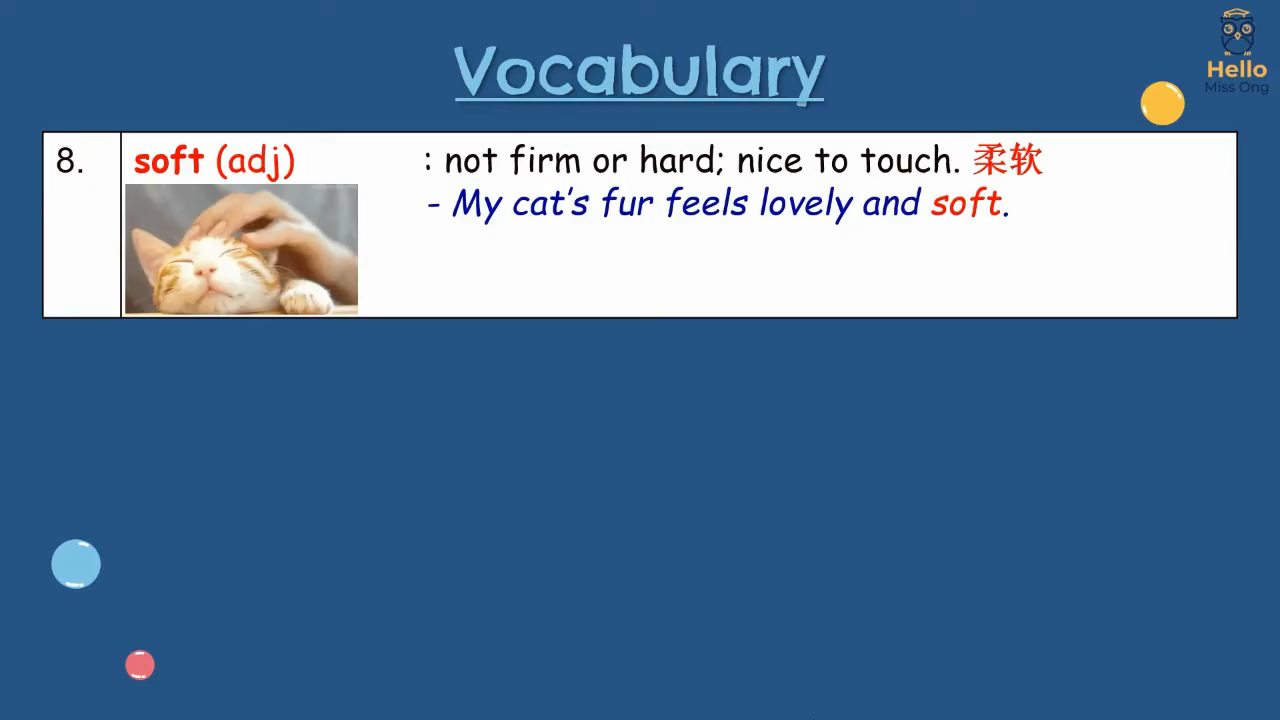 Vocabulary
Hello
Miss Ong
8. soft (adj) : not firm or hard; nice to touch. 柔软
- My cat’s fur feels lovely and soft.